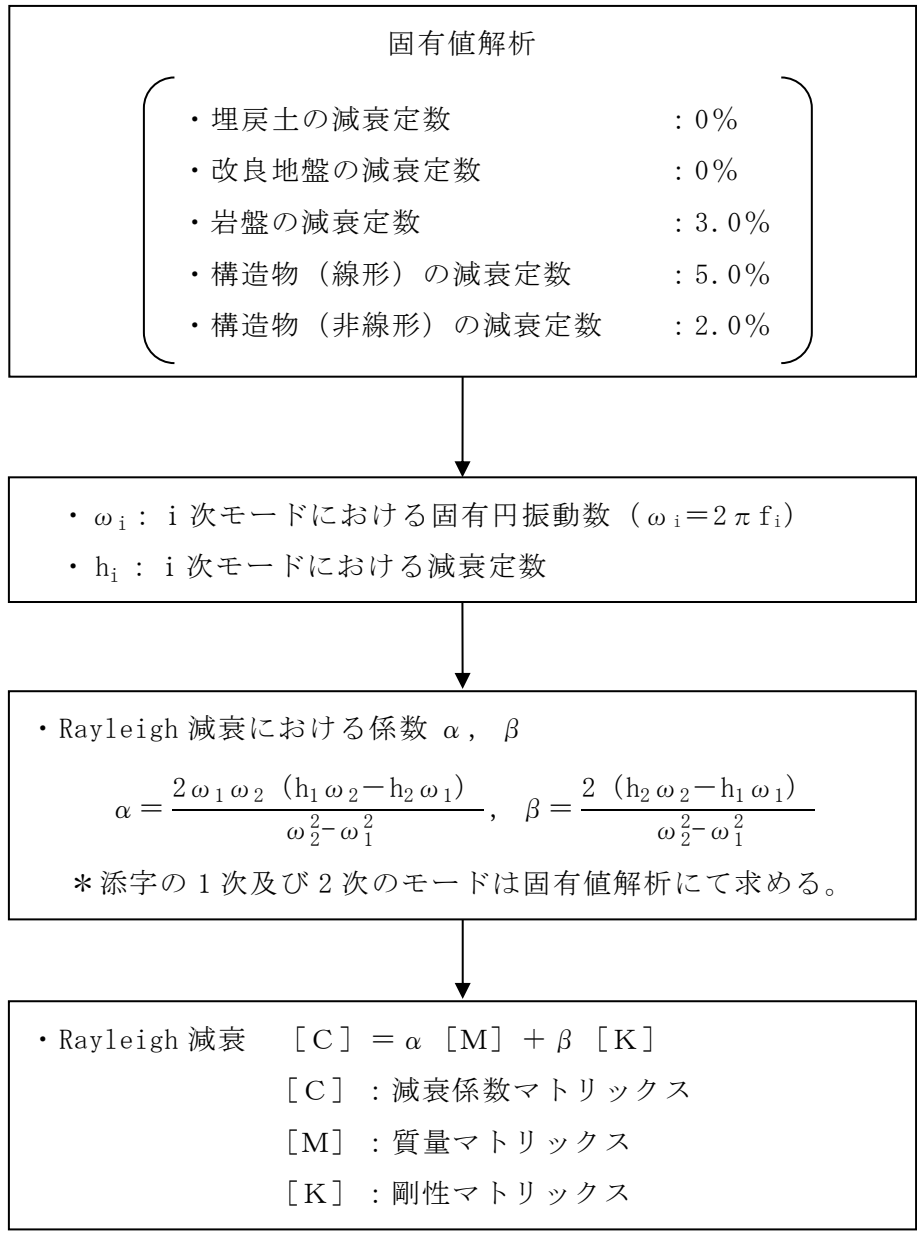 固有値解析
・埋戻土の減衰定数 :0%
・改良地盤の減衰定数 :0%
・岩盤の減衰定数 :3.0%
・構造物（線形）の減衰定数 :5.0%
・構造物（非線形）の減衰定数 :2.0%
・ωi: i次モードにおける固有円振動数（ωi=2πfi）
・hi: i次モードにおける減衰定数
・Rayleigh減衰における係数 α, β
α=2ω1ω2 (h1ω2−h2ω1)/(ω2^2−ω1^2), β=2 (h2ω2−h1ω1)/(ω2^2−ω1^2)
＊添字の1次及び2次のモードは固有値解析にて求める。
・Rayleigh減衰 ［C］=α［M］+β［K］
［C］:減衰係数マトリックス
［M］:質量マトリックス
［K］:剛性マトリックス